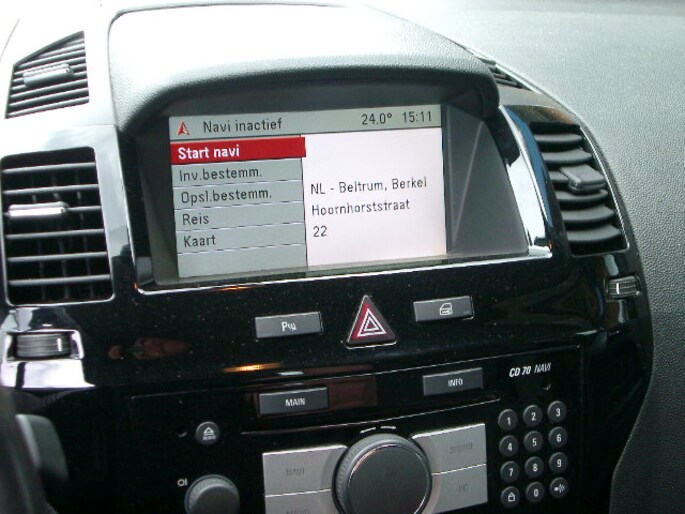 Navi inactief 24.0° 15:11
Start navi
Inv.bestemm.
Opsl.bestemm.
Reis
Kaart
NL - Beltrum, Berkel
Hoornhorststraat
22
MAIN
INFO
CD 70 NAVI
NAVI
1 2 3
4 5 6
7 8 9
0